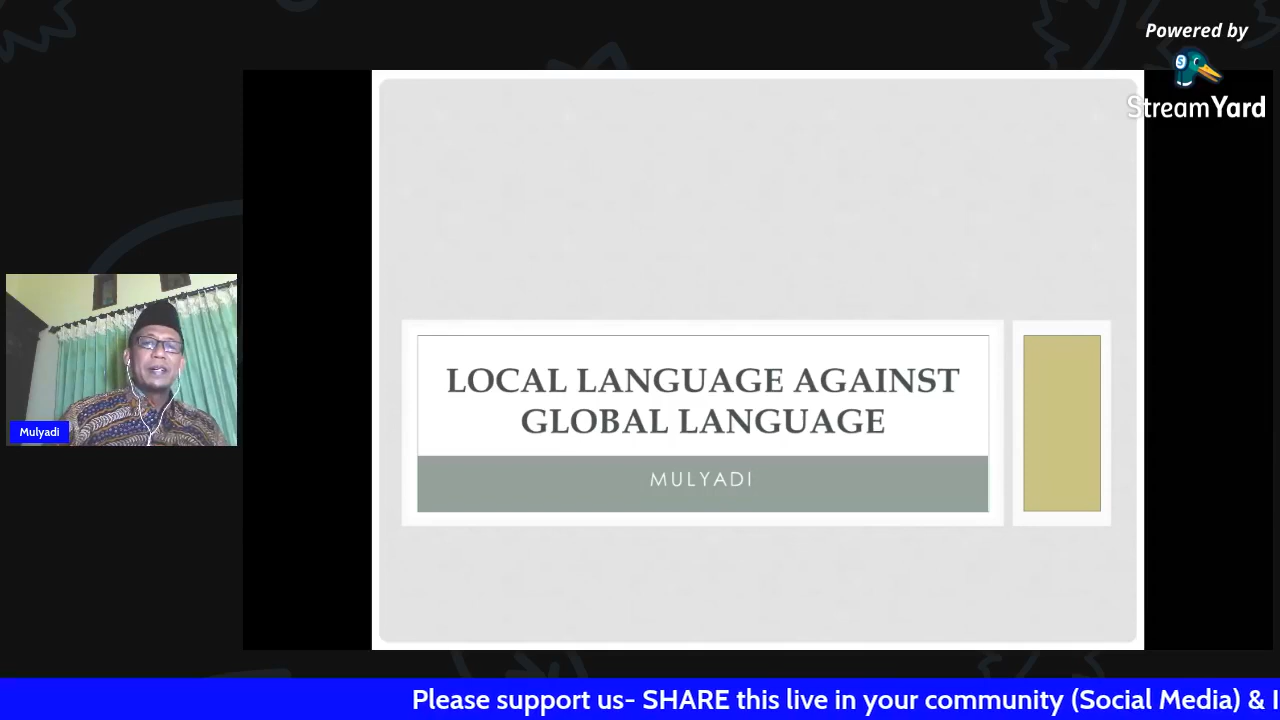 Powered by
StreamYard
LOCAL LANGUAGE AGAINST
GLOBAL LANGUAGE
MULYADI
Mulyadi
Please support us- SHARE this live in your community (Social Media) &